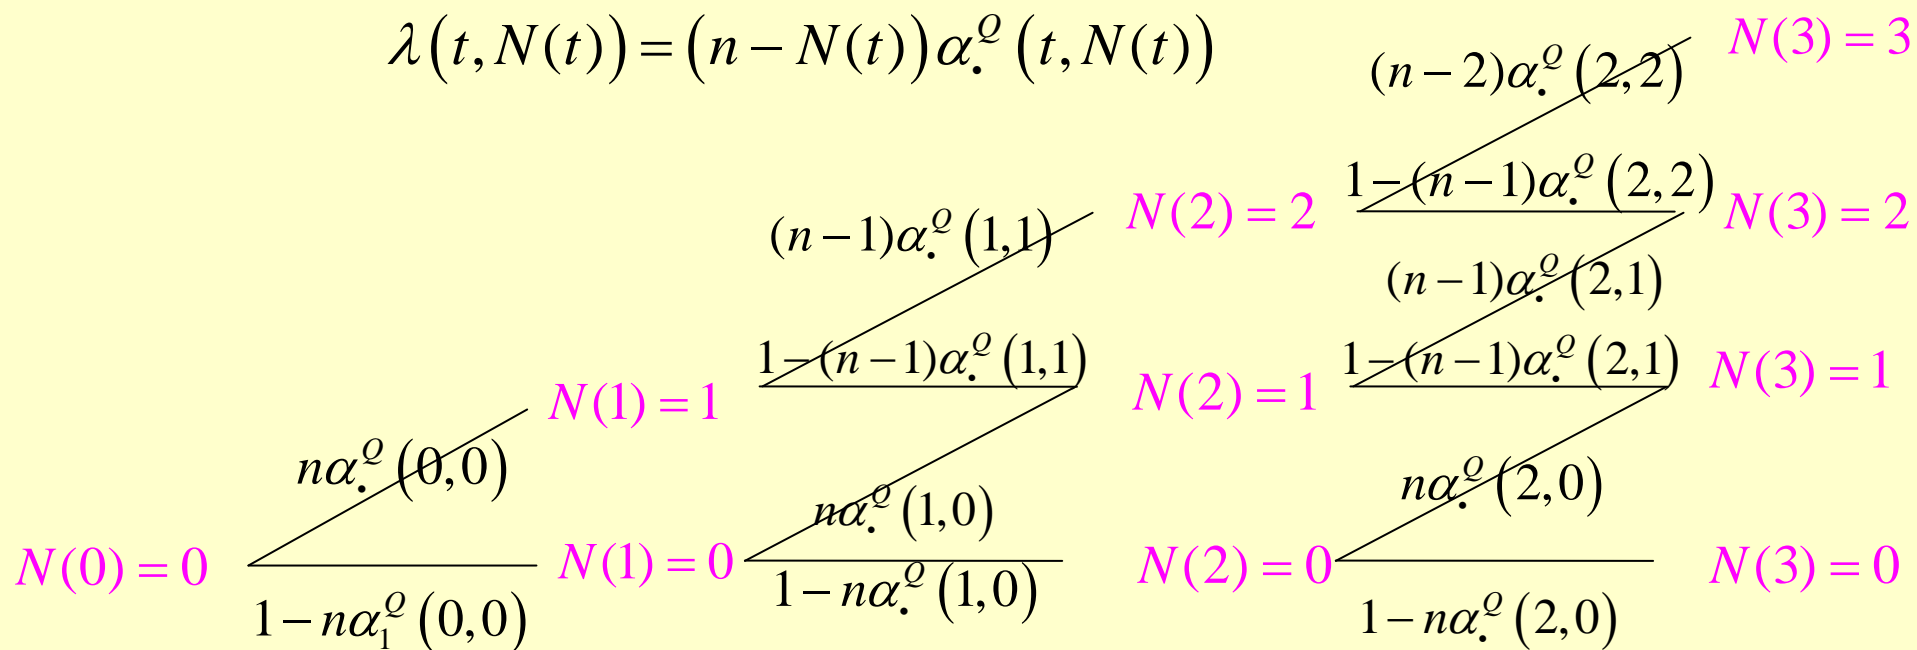 λ(t, N(t)) = (n − N(t))α.^Q (t, N(t))
N(3) = 3
(n − 2)α.^Q (2,2)
1 − (n − 1)α.^Q (2,2)
N(2) = 2
N(3) = 2
(n − 1)α.^Q (1,1)
(n − 1)α.^Q (2,1)
1 − (n − 1)α.^Q (1,1)
1 − (n − 1)α.^Q (2,1)
N(1) = 1
N(2) = 1
N(3) = 1
nα.^Q (0,0)
nα.^Q (1,0)
nα.^Q (2,0)
N(0) = 0
N(1) = 0
N(2) = 0
N(3) = 0
1 − nα₁^Q (0,0)
1 − nα.^Q (1,0)
1 − nα.^Q (2,0)